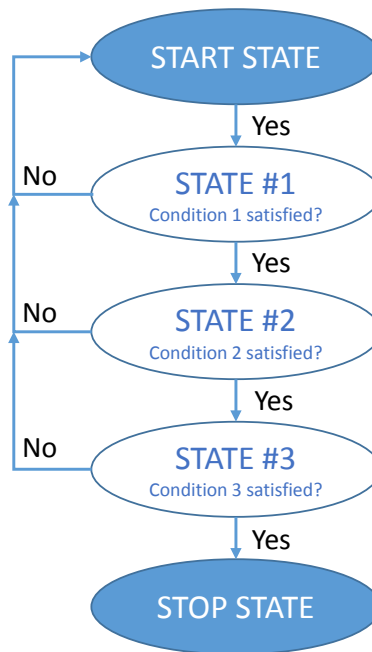 START STATE
Yes
No
STATE #1
Condition 1 satisfied?
Yes
No
STATE #2
Condition 2 satisfied?
Yes
No
STATE #3
Condition 3 satisfied?
Yes
STOP STATE